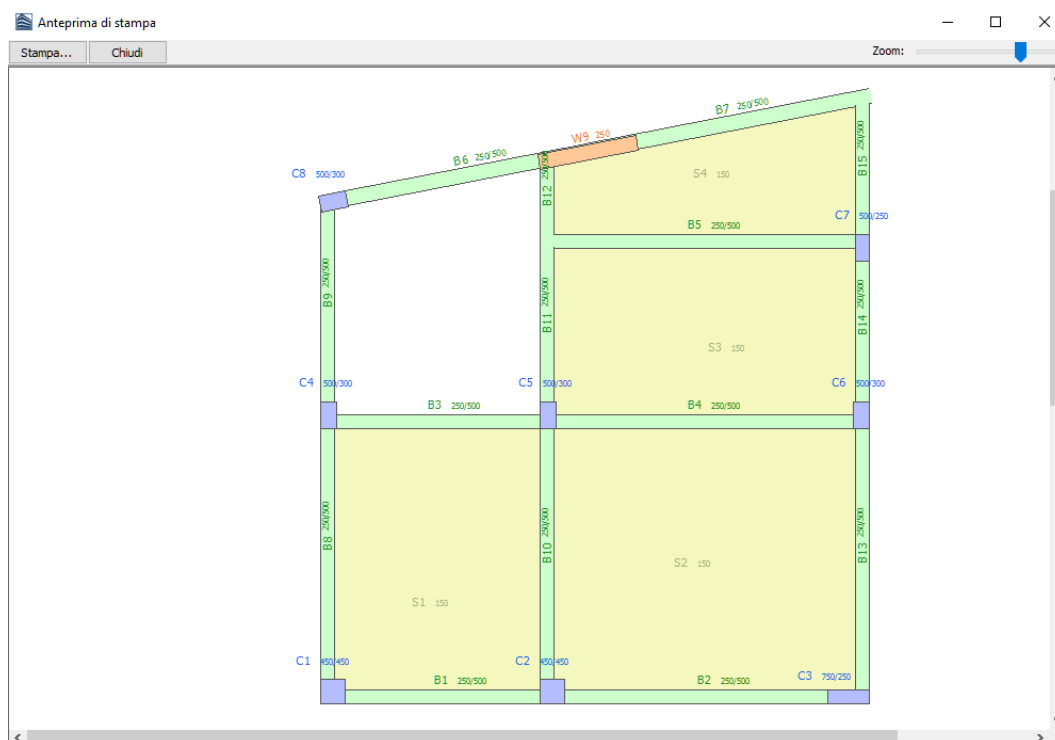 Anteprima di stampa
Stampa...
Chiudi
Zoom:
B7 250/500
W9 250
B6 250/500
C8 500/300
B12 250/500
S4 150
B15 250/500
C7 500/250
B5 250/500
B9 250/500
B11 250/500
B14 250/500
S3 150
C4 500/300
C5 500/300
C6 500/300
B3 250/500
B4 250/500
B8 250/500
B10 250/500
B13 250/500
S2 150
S1 150
C1 450/450
C2 450/450
C3 750/250
B1 250/500
B2 250/500